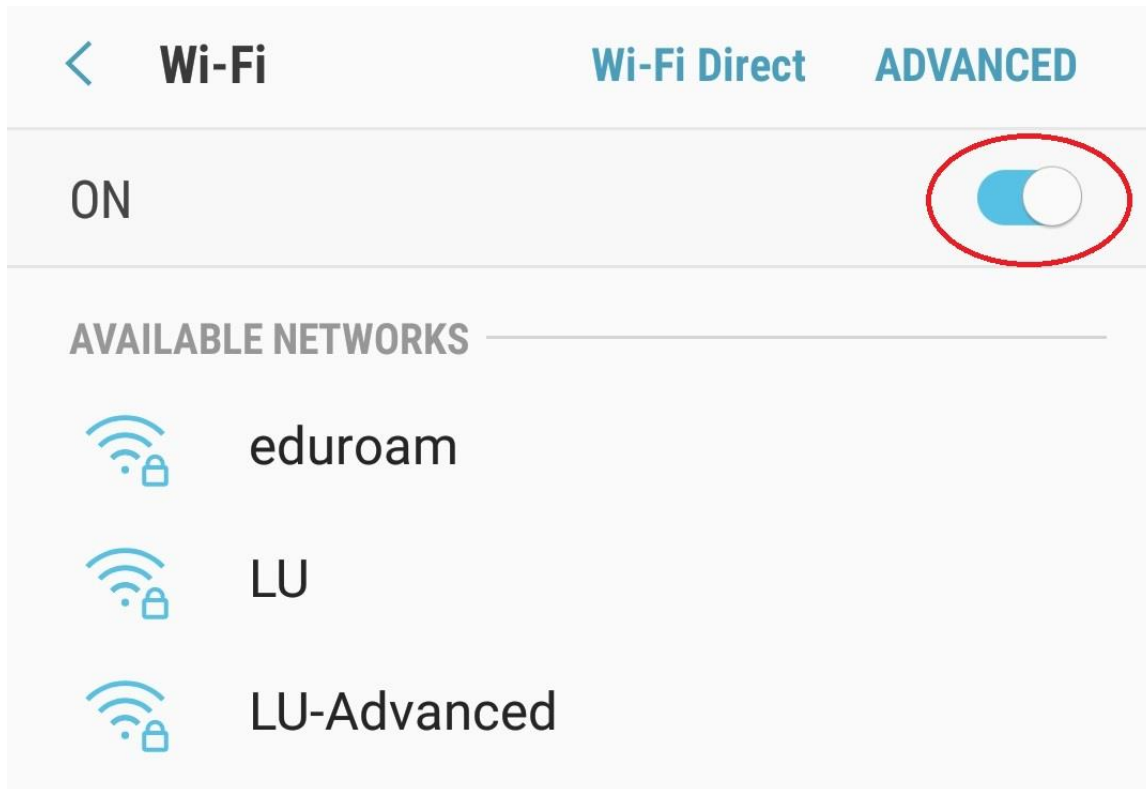 Wi-Fi Wi-Fi Direct ADVANCED
ON
AVAILABLE NETWORKS
eduroam
LU
LU-Advanced